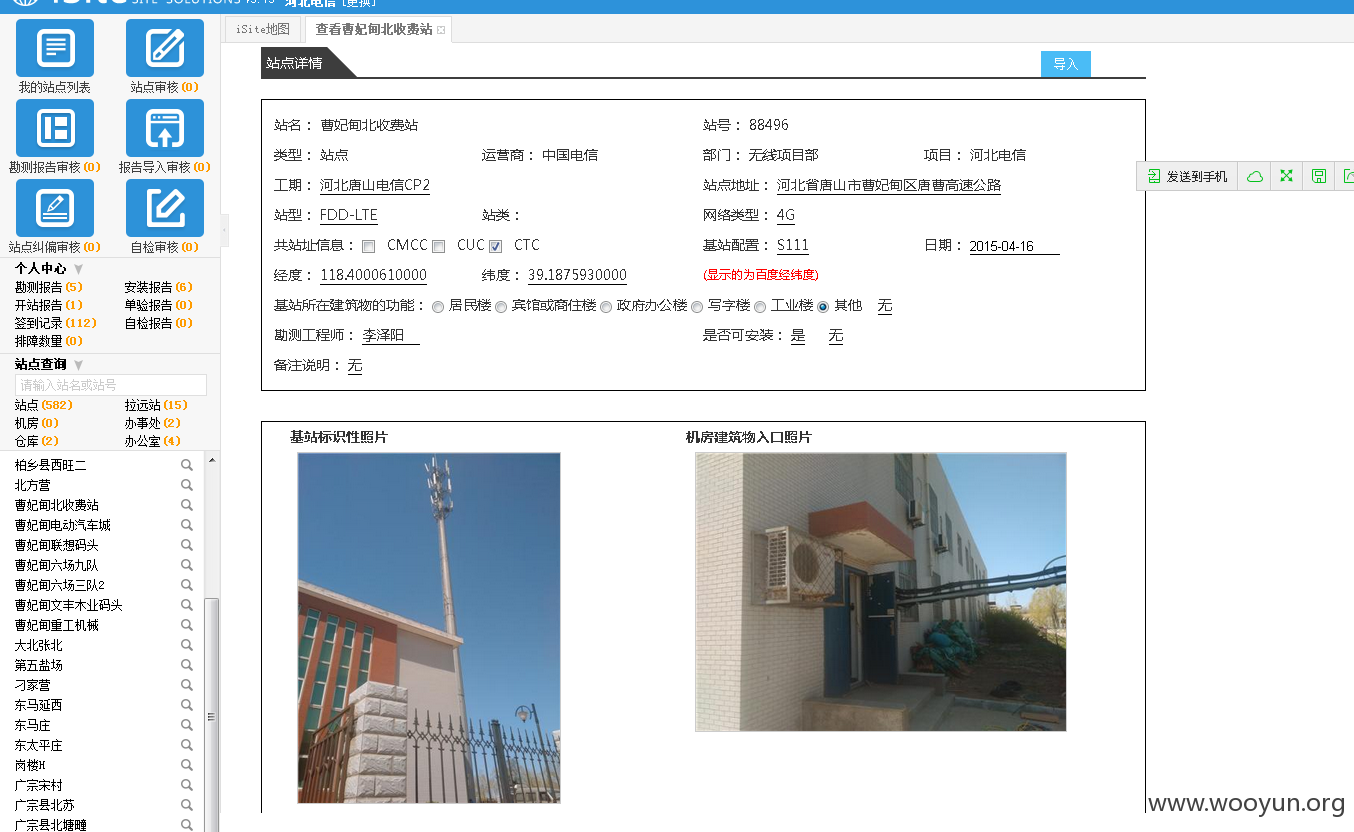 SITE SOLUTIONS 河北电信 [更换]
iSite地图 查看曹妃甸北收费站
我的站点列表 站点审核(0)
勘测报告审核(0) 报告导入审核(0)
站点纠偏审核(0) 自检审核(0)
个人中心
勘测报告(5) 安装报告(6)
开站报告(1) 单验报告(0)
签到记录(112) 自检报告(0)
排障数量(0)
站点查询
请输入站名或站号
站点(582) 拉远站(15)
机房(0) 办事处(2)
仓库(2) 办公室(4)
柏乡县西旺二
北方营
曹妃甸北收费站
曹妃甸电动汽车城
曹妃甸联想码头
曹妃甸六场九队
曹妃甸六场三队2
曹妃甸文丰木业码头
曹妃甸重工机械
大北张北
第五盐场
刁家营
东马延西
东马庄
东太平庄
岗楼H
广宗宋村
广宗县北苏
广宗县北塘疃
站点详情 导入
站名： 曹妃甸北收费站 站号： 88496
类型： 站点 运营商： 中国电信 部门： 无线项目部 项目： 河北电信
工期： 河北唐山电信CP2 站点地址： 河北省唐山市曹妃甸区唐曹高速公路
站型： FDD-LTE 站类： 网络类型： 4G
共站址信息： CMCC CUC CTC 基站配置： S111 日期： 2015-04-16
经度： 118.4000610000 纬度： 39.1875930000 (显示的为百度经纬度)
基站所在建筑物的功能： 居民楼 宾馆或商住楼 政府办公楼 写字楼 工业楼 其他 无
勘测工程师： 李泽阳 是否可安装： 是 无
备注说明： 无
发送到手机
基站标识性照片 机房建筑物入口照片
www.wooyun.org